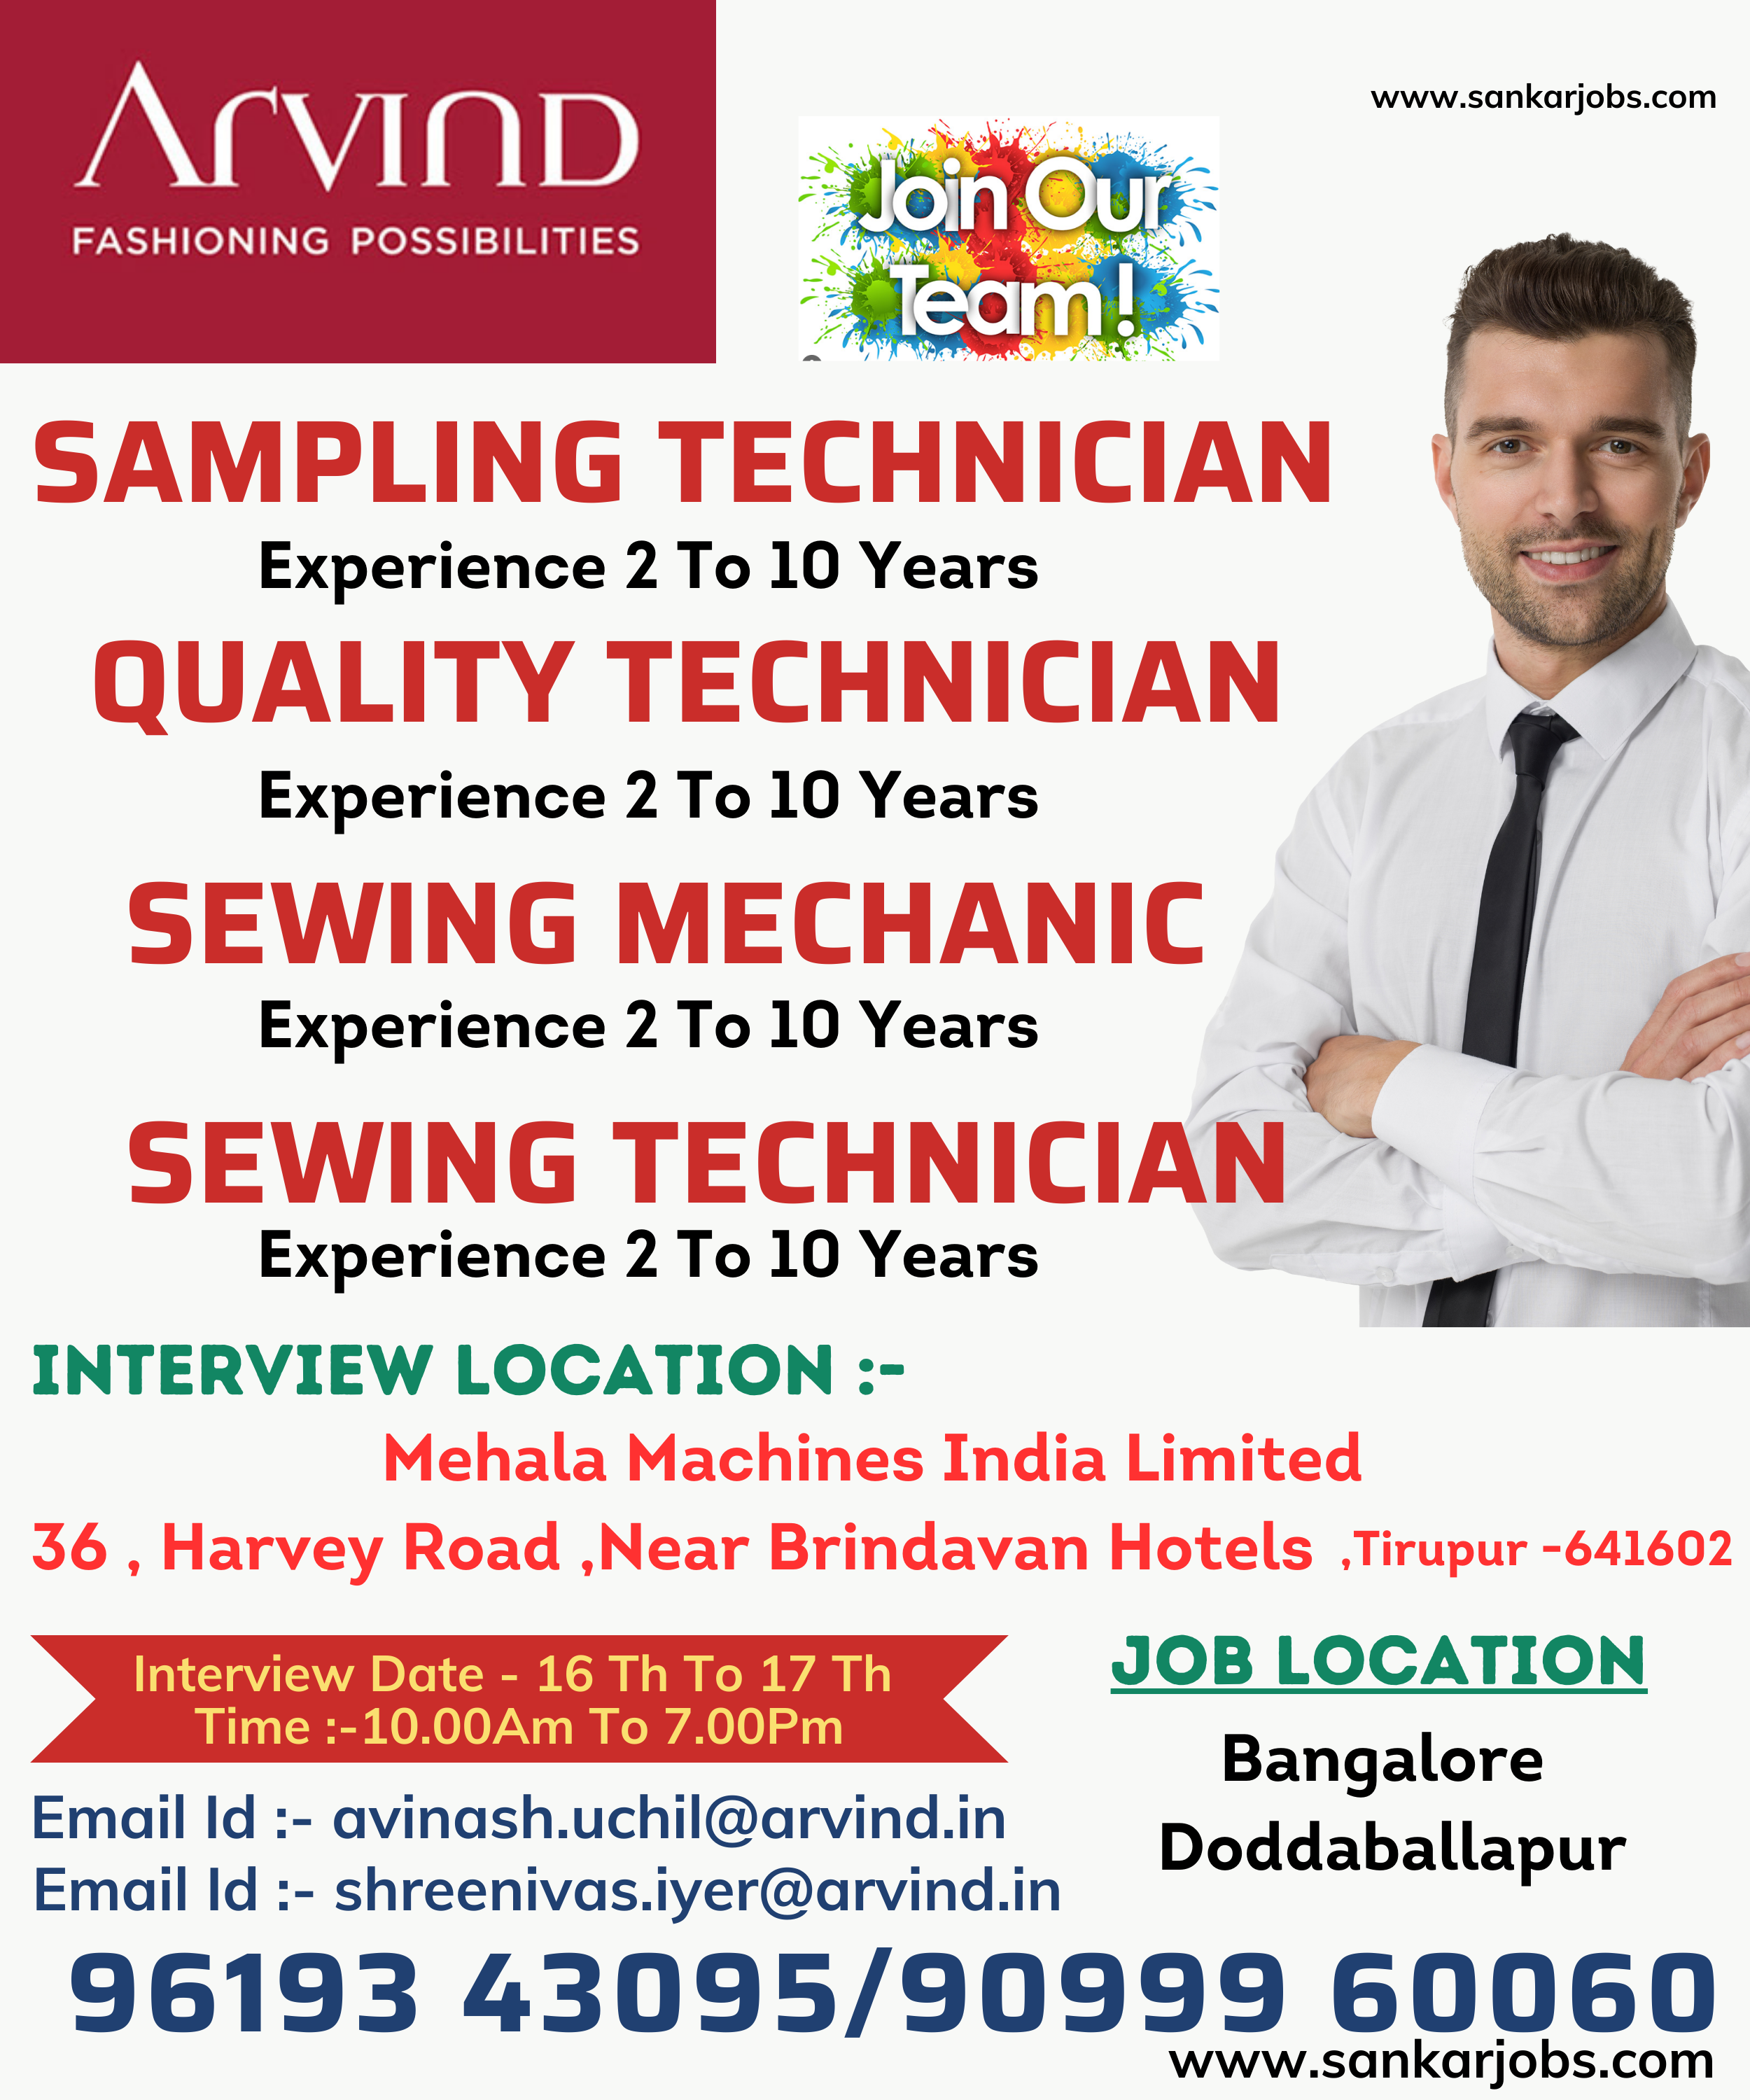 ARVIND
FASHIONING POSSIBILITIES
www.sankarjobs.com
Join Our
Team!
SAMPLING TECHNICIAN
Experience 2 To 10 Years
QUALITY TECHNICIAN
Experience 2 To 10 Years
SEWING MECHANIC
Experience 2 To 10 Years
SEWING TECHNICIAN
Experience 2 To 10 Years
INTERVIEW LOCATION :-
Mehala Machines India Limited
36 , Harvey Road ,Near Brindavan Hotels ,Tirupur -641602
Interview Date - 16 Th To 17 Th
Time :-10.00Am To 7.00Pm
JOB LOCATION
Bangalore
Doddaballapur
Email Id :- avinash.uchil@arvind.in
Email Id :- shreenivas.iyer@arvind.in
96193 43095/90999 60060
www.sankarjobs.com